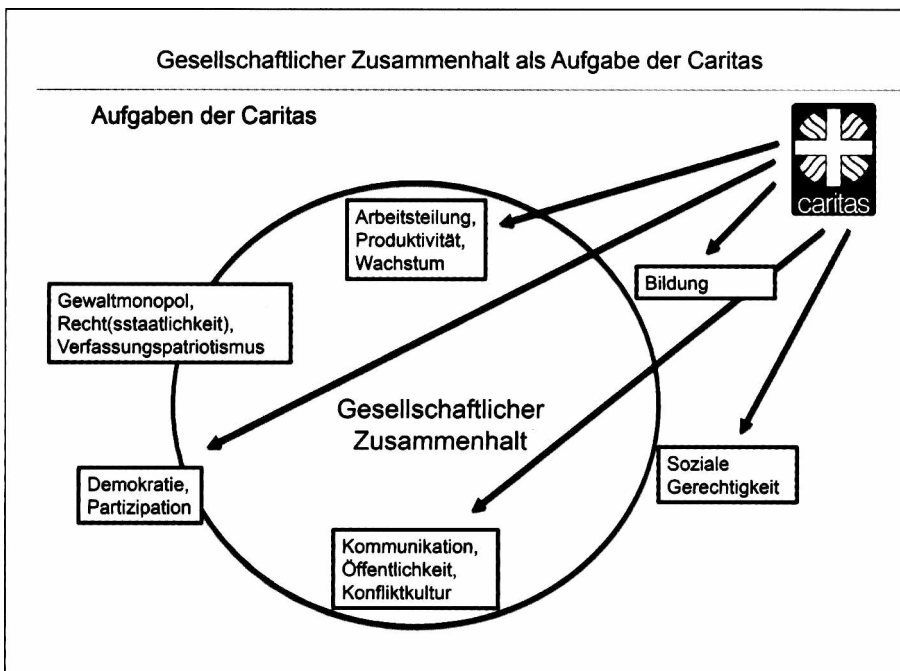 Gesellschaftlicher Zusammenhalt als Aufgabe der Caritas
Aufgaben der Caritas
caritas
Arbeitsteilung,
Produktivität,
Wachstum
Bildung
Gewaltmonopol,
Recht(sstaatlichkeit),
Verfassungspatriotismus
Gesellschaftlicher
Zusammenhalt
Soziale
Gerechtigkeit
Demokratie,
Partizipation
Kommunikation,
Öffentlichkeit,
Konfliktkultur